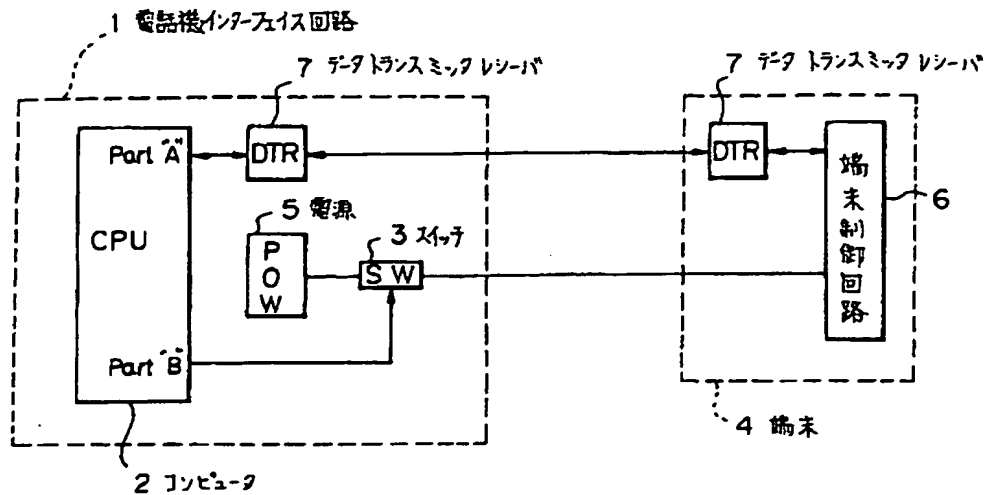 1 電話機インターフェイス回路
7 データトランスミッタレシーバ
7 データトランスミッタレシーバ
Part "A"
DTR
DTR
CPU
5 電源
POW
3 スイッチ
SW
端末制御回路
6
Part "B"
4 端末
2 コンピュータ